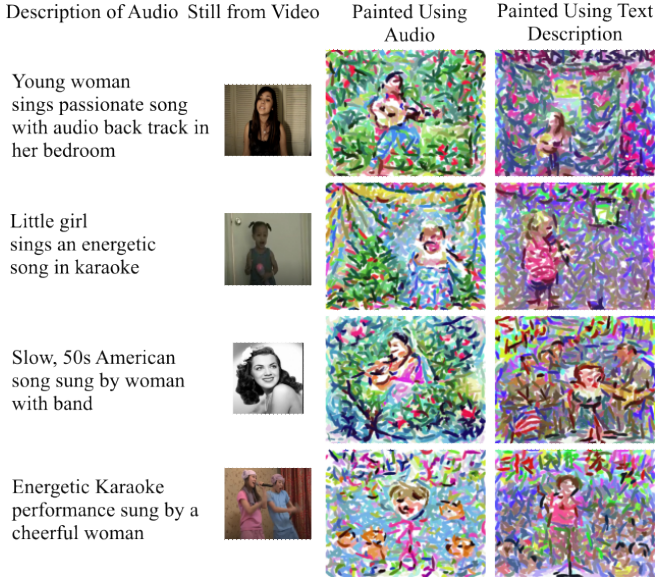 Description of Audio
Still from Video
Painted Using
Audio
Painted Using Text
Description
Young woman
sings passionate song
with audio back track in
her bedroom
Little girl
sings an energetic
song in karaoke
Slow, 50s American
song sung by woman
with band
Energetic Karaoke
performance sung by a
cheerful woman